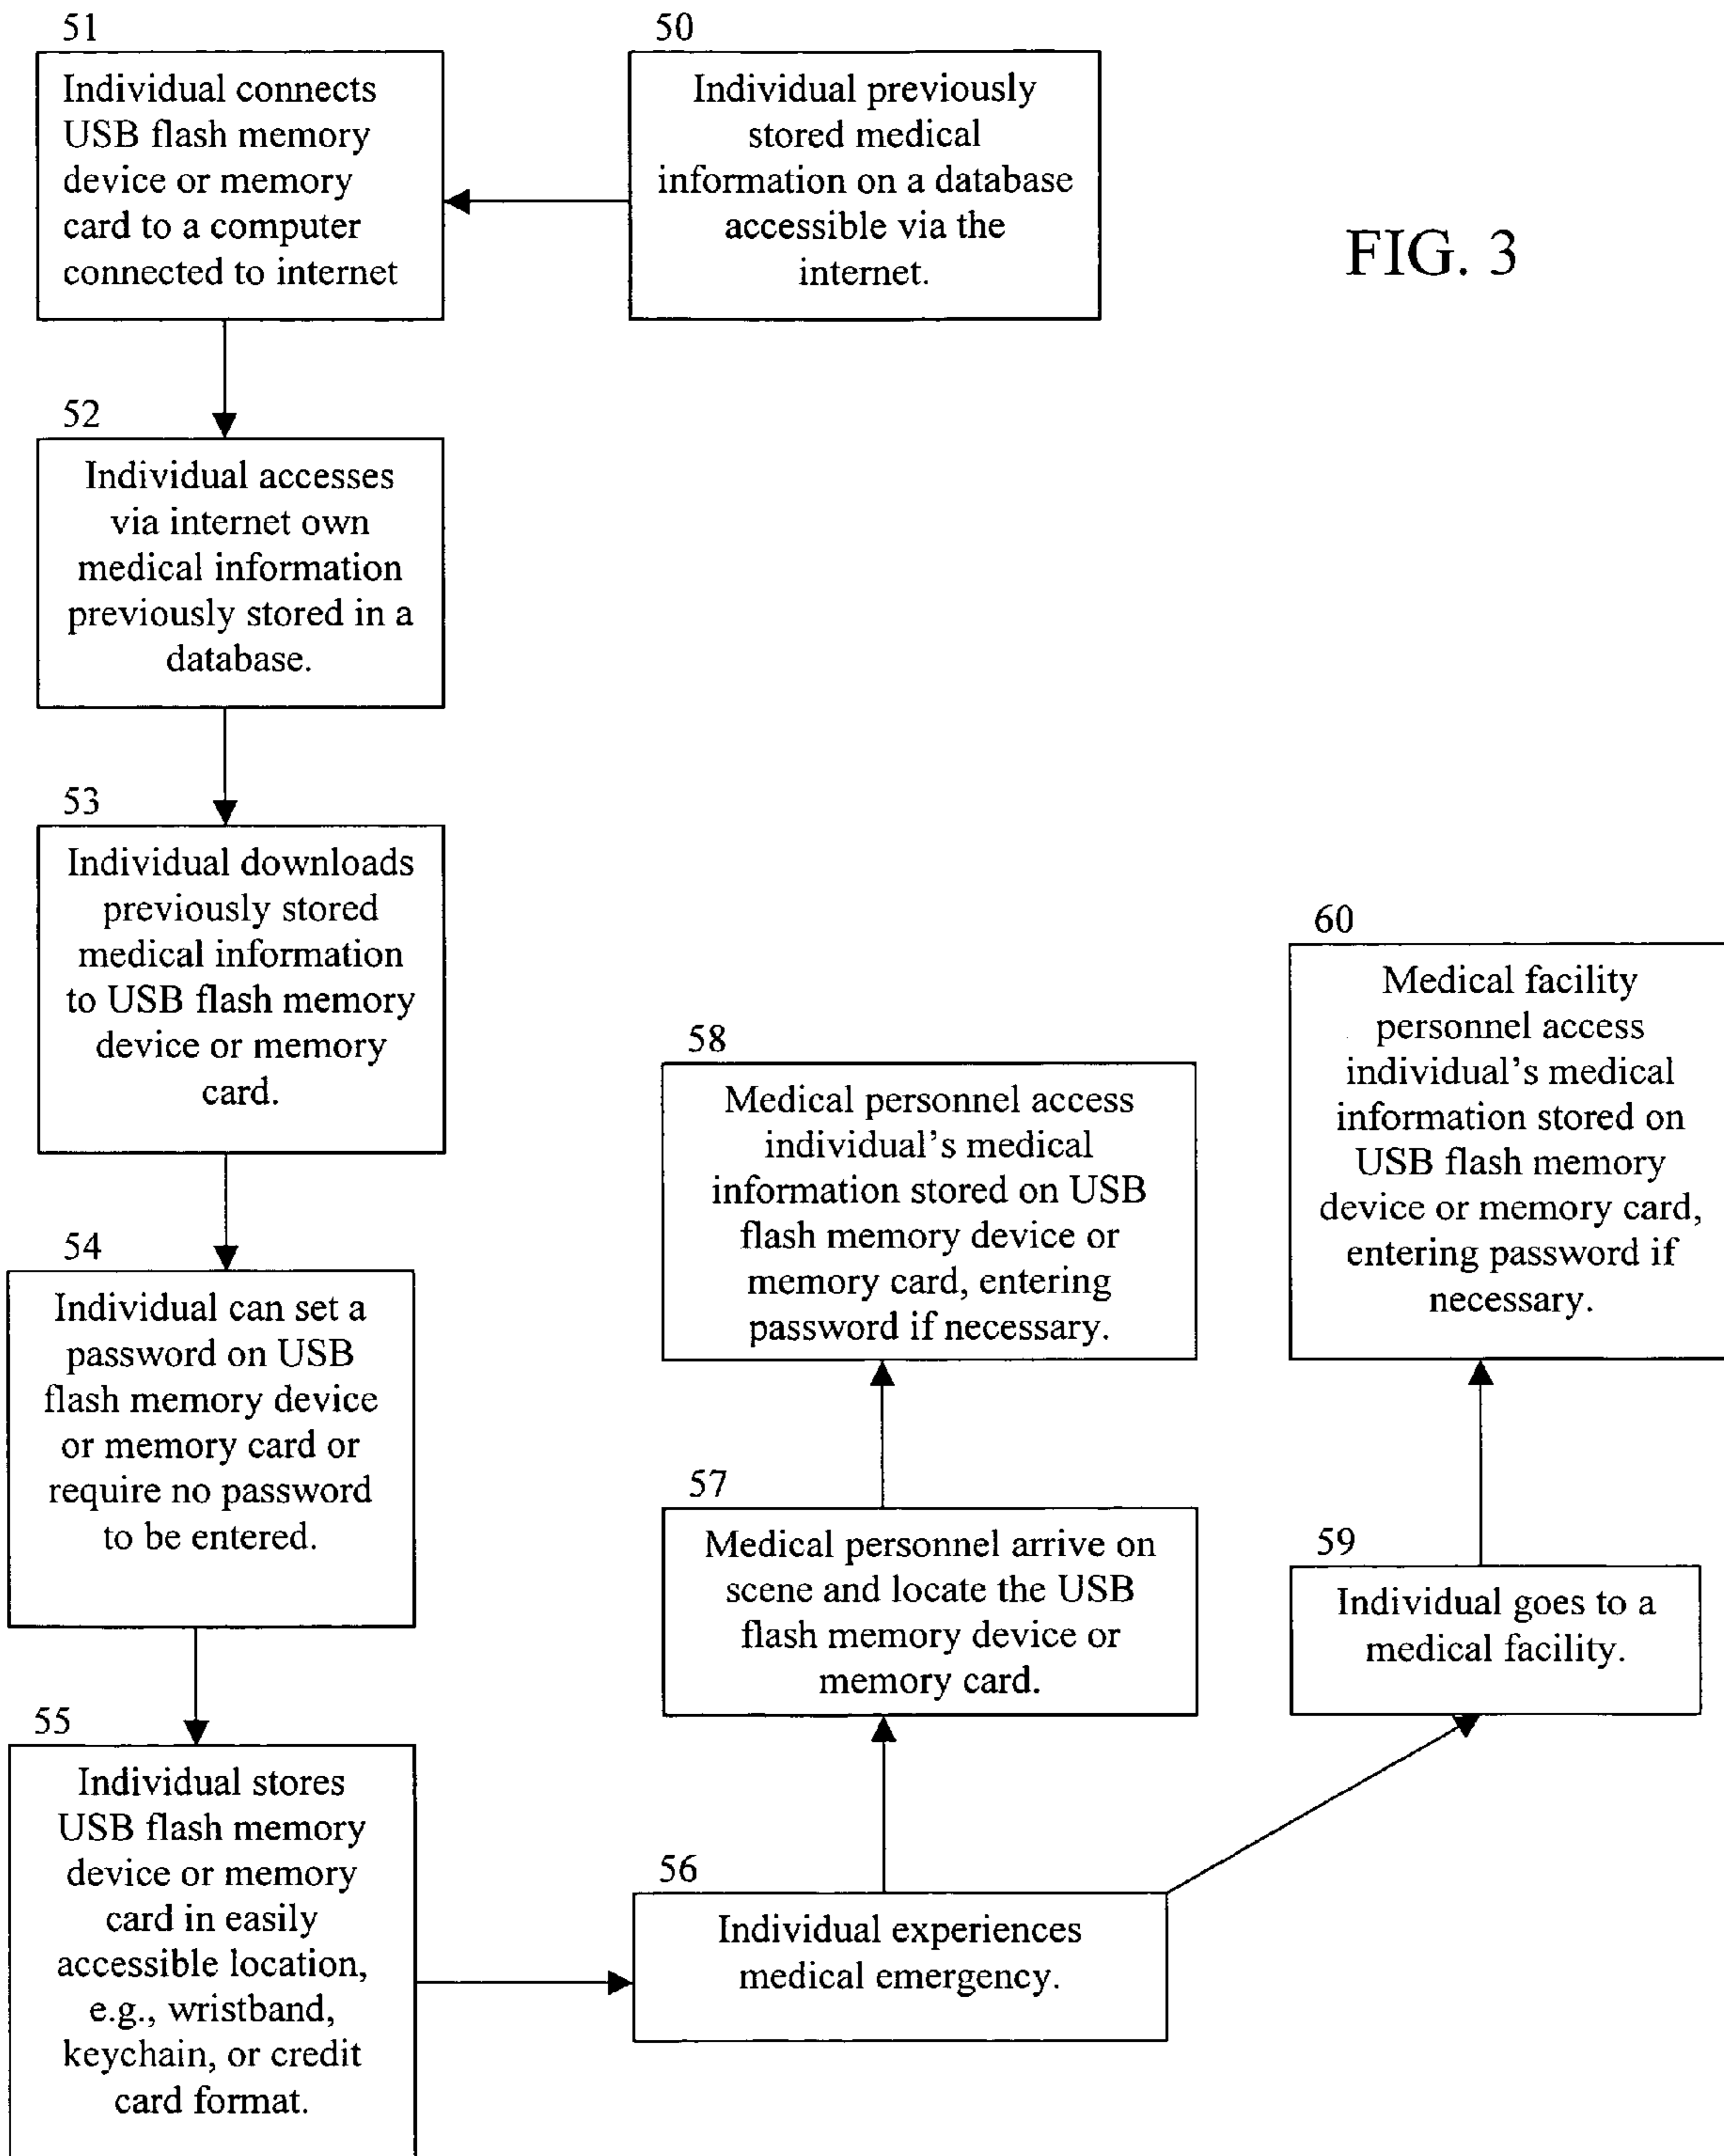 51
Individual connects
USB flash memory
device or memory
card to a computer
connected to internet
50
Individual previously
stored medical
information on a database
accessible via the
internet.
FIG. 3
52
Individual accesses
via internet own
medical information
previously stored in a
database.
53
Individual downloads
previously stored
medical information
to USB flash memory
device or memory
card.
54
Individual can set a
password on USB
flash memory device
or memory card or
require no password
to be entered.
55
Individual stores
USB flash memory
device or memory
card in easily
accessible location,
e.g., wristband,
keychain, or credit
card format.
56
Individual experiences
medical emergency.
57
Medical personnel arrive on
scene and locate the USB
flash memory device or
memory card.
58
Medical personnel access
individual's medical
information stored on USB
flash memory device or
memory card, entering
password if necessary.
59
Individual goes to a
medical facility.
60
Medical facility
personnel access
individual's medical
information stored on
USB flash memory
device or memory card,
entering password if
necessary.